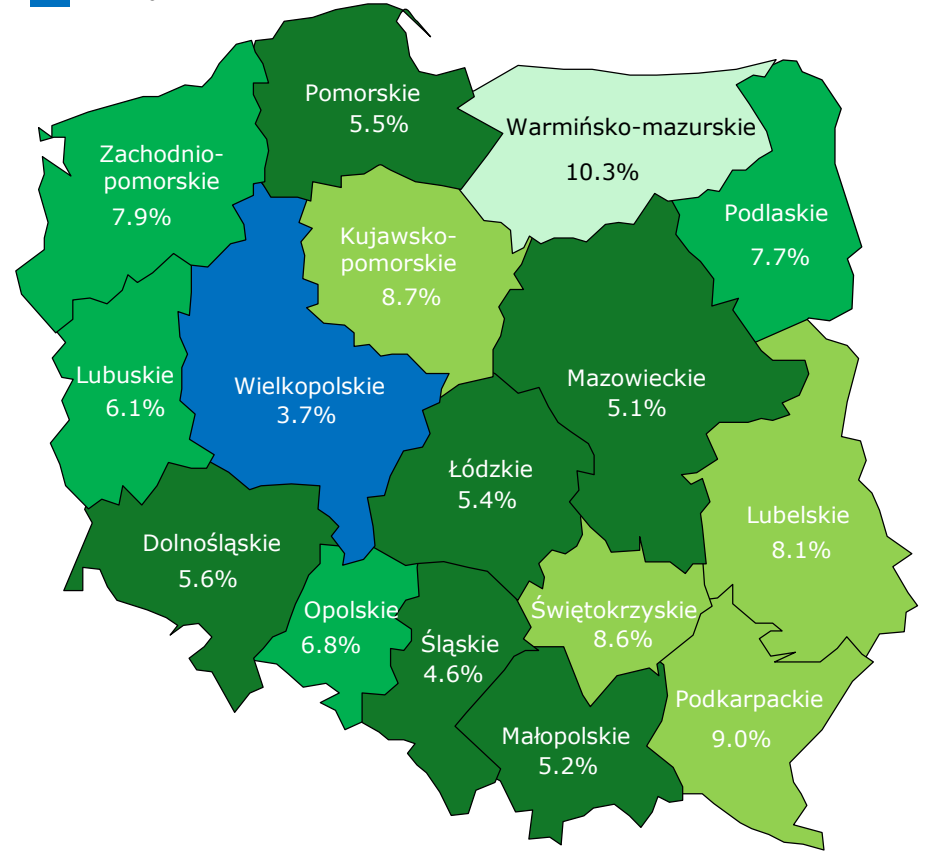 Pomorskie
5.5%
Warmińsko-mazurskie
10.3%
Zachodnio-
pomorskie
7.9%
Podlaskie
7.7%
Kujawsko-
pomorskie
8.7%
Lubuskie
6.1%
Wielkopolskie
3.7%
Mazowieckie
5.1%
Łódzkie
5.4%
Lubelskie
8.1%
Dolnośląskie
5.6%
Opolskie
6.8%
Świętokrzyskie
8.6%
Śląskie
4.6%
Podkarpackie
9.0%
Małopolskie
5.2%